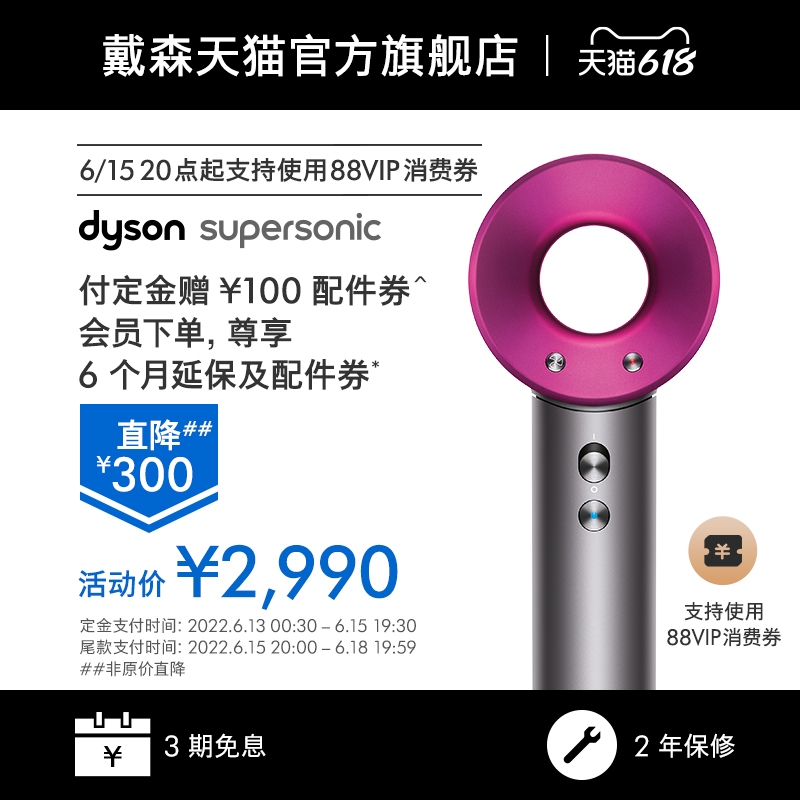 戴森天猫官方旗舰店
天猫618
6/15 20点起支持使用88VIP消费券
dyson supersonic
付定金赠 ¥100 配件券^
会员下单, 尊享
6 个月延保及配件券*
直降##
¥300
活动价 ¥2,990
定金支付时间: 2022.6.13 00:30 – 6.15 19:30
尾款支付时间: 2022.6.15 20:00 – 6.18 19:59
##非原价直降
¥
支持使用
88VIP消费券
¥
3 期免息
2 年保修